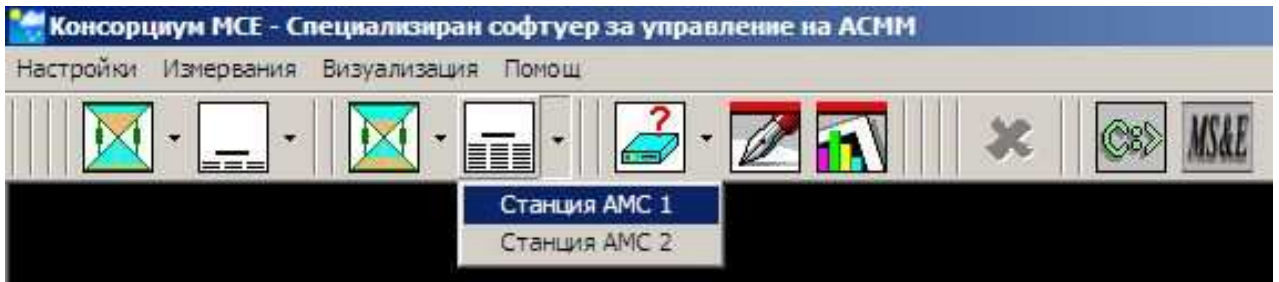 Консорциум МСЕ - Специализиран софтуер за управление на АСММ
Настройки Измервания Визуализация Помощ
?
C:> MS&E
Станция АМС 1
Станция АМС 2